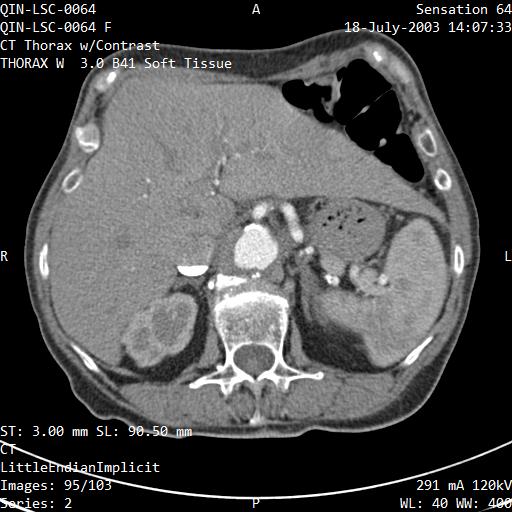 QIN-LSC-0064 A Sensation 64
QIN-LSC-0064 F 18-July-2003 14:07:33
CT Thorax w/Contrast
THORAX W 3.0 B41 Soft Tissue
R L
ST: 3.00 mm SL: 90.50 mm
CT
LittleEndianImplicit
Images: 95/103 291 mA 120kV
Series: 2 P WL: 40 WW: 400